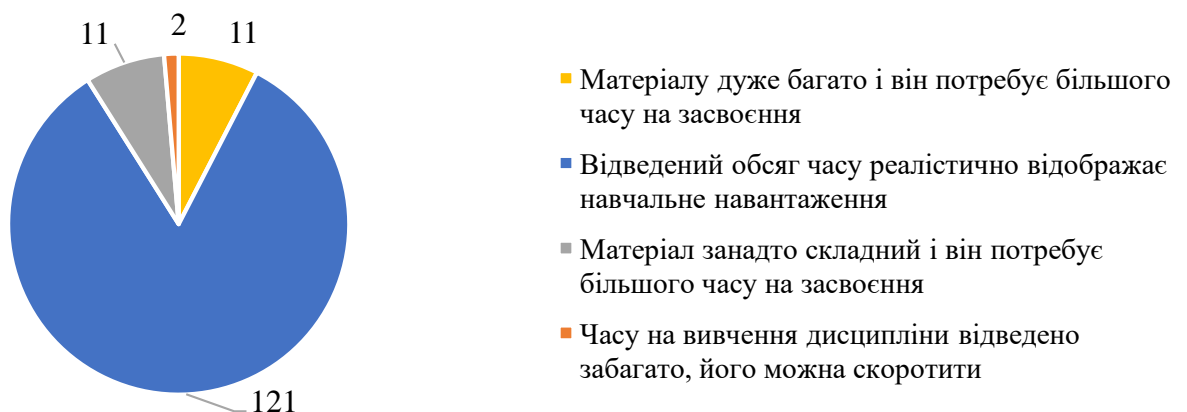 11 2 11
Матеріалу дуже багато і він потребує більшого
часу на засвоєння
Відведений обсяг часу реалістично відображає
навчальне навантаження
Матеріал занадто складний і він потребує
більшого часу на засвоєння
Часу на вивчення дисципліни відведено
забагато, його можна скоротити
121